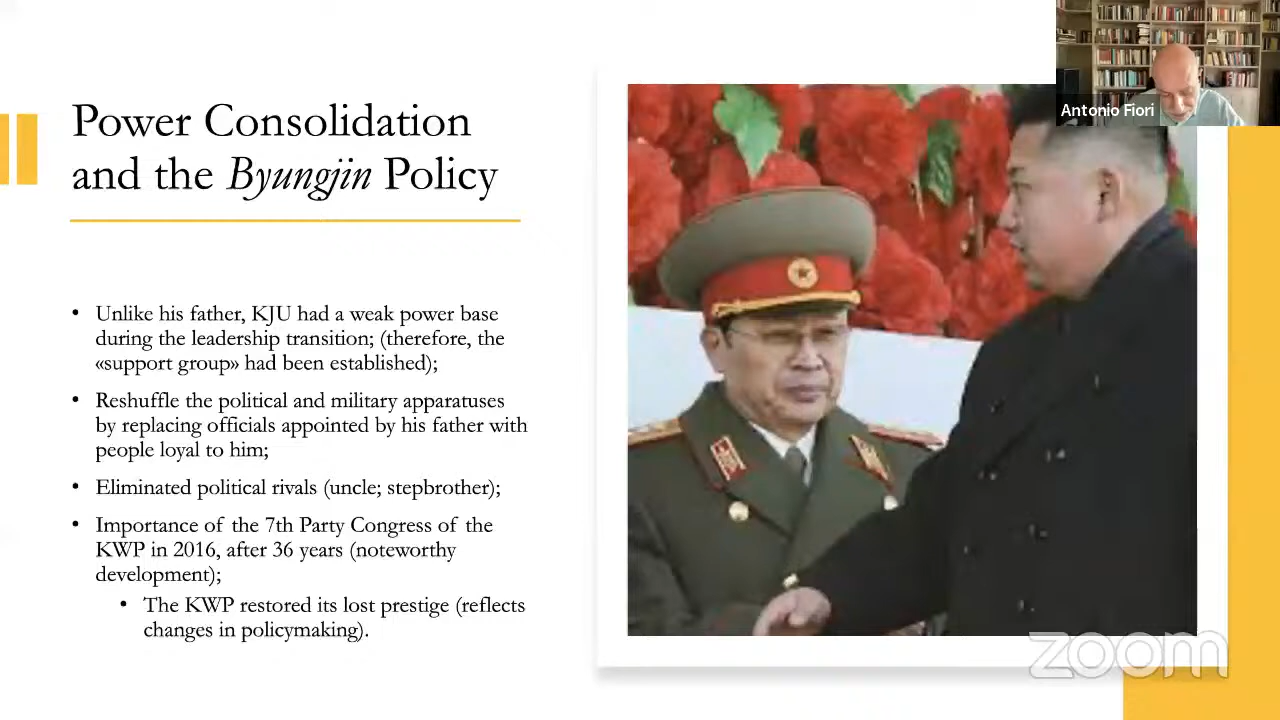 Antonio Fiori
Power Consolidation
and the Byungjin Policy
• Unlike his father, KJU had a weak power base
during the leadership transition; (therefore, the
«support group» had been established);
• Reshuffle the political and military apparatuses
by replacing officials appointed by his father with
people loyal to him;
• Eliminated political rivals (uncle; stepbrother);
• Importance of the 7th Party Congress of the
KWP in 2016, after 36 years (noteworthy
development);
• The KWP restored its lost prestige (reflects
changes in policymaking).
zoom